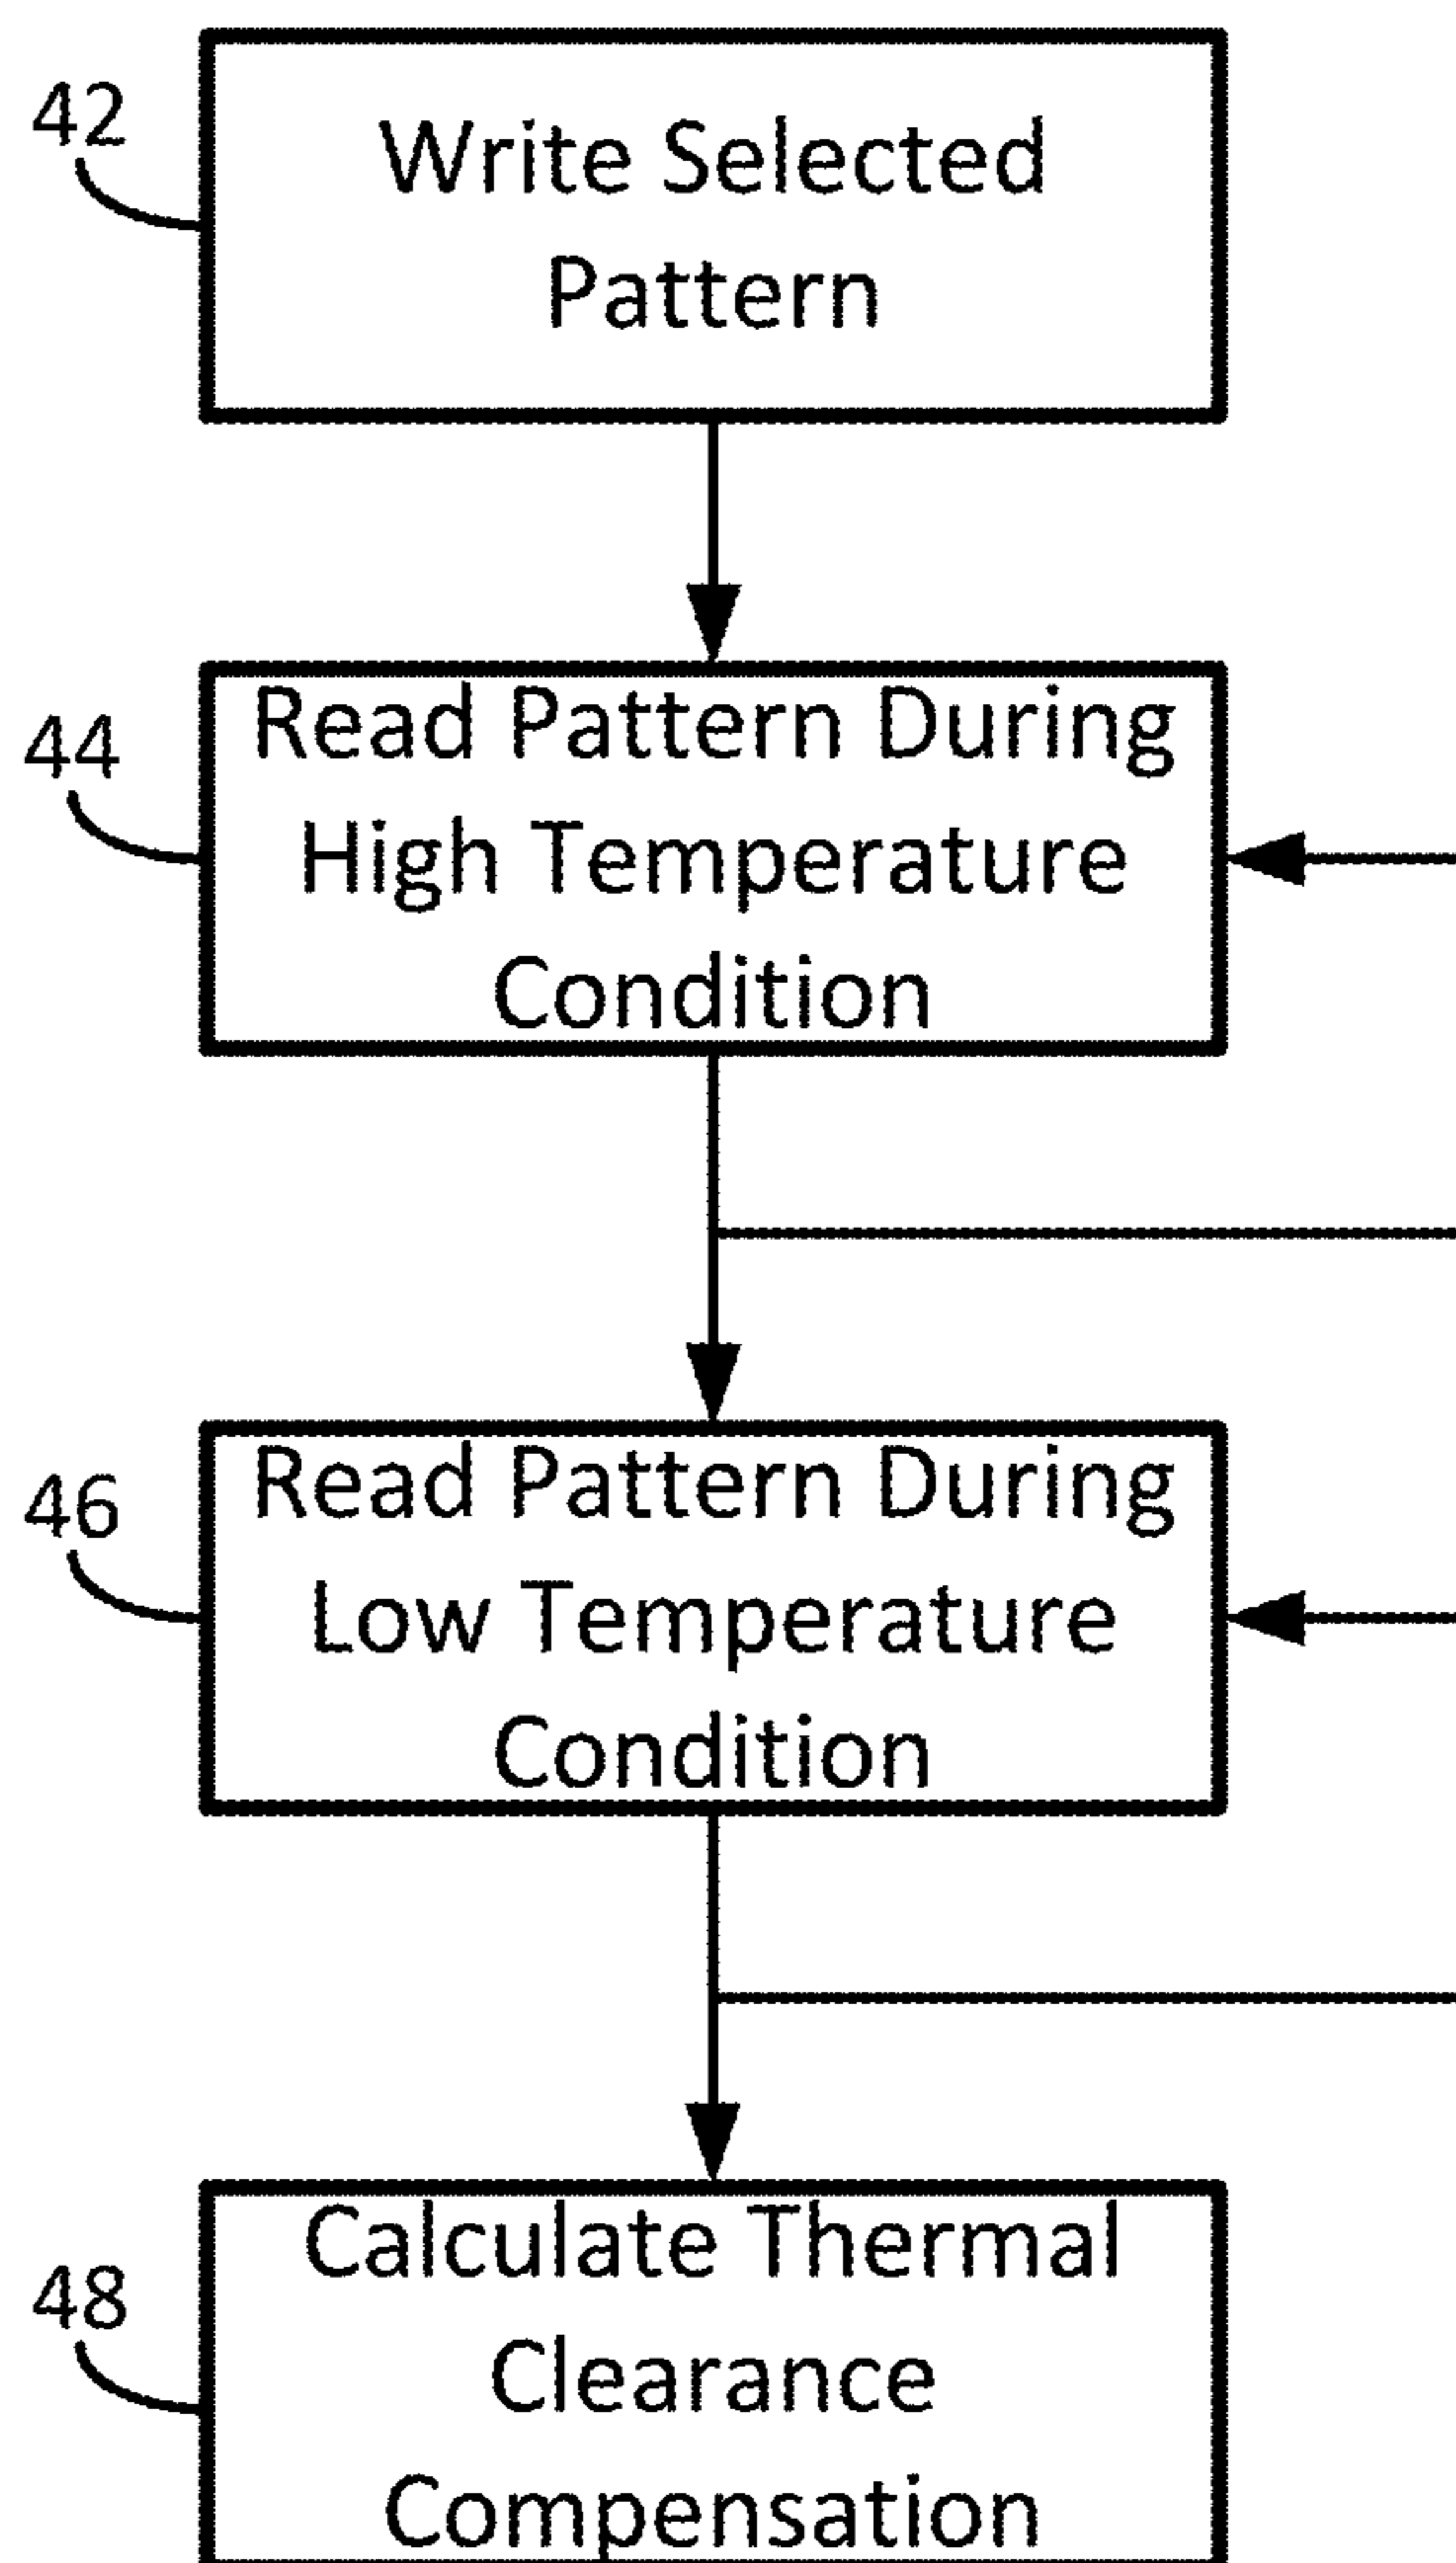 42
Write Selected
Pattern
44
Read Pattern During
High Temperature
Condition
46
Read Pattern During
Low Temperature
Condition
48
Calculate Thermal
Clearance
Compensation